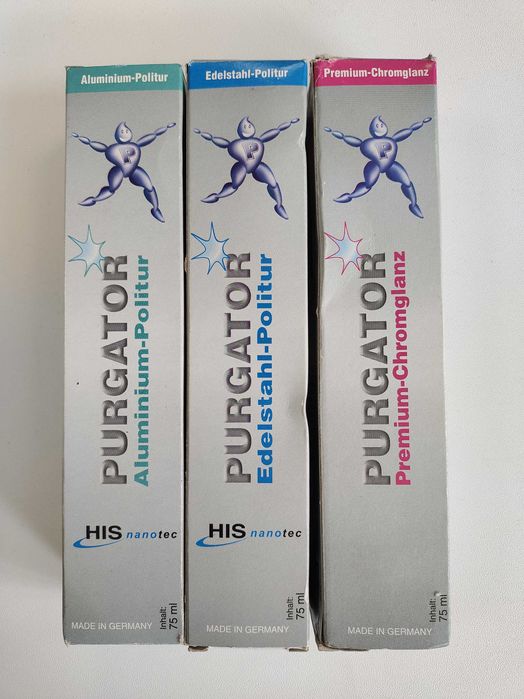 Aluminium-Politur
P
PURGATOR
Aluminium-Politur
HIS nanotec
Inhalt:
75 ml
MADE IN GERMANY
Edelstahl-Politur
P
PURGATOR
Edelstahl-Politur
HIS nanotec
Inhalt:
75 ml
MADE IN GERMANY
Premium-Chromglanz
P
PURGATOR
Premium-Chromglanz
Inhalt:
75 ml
MADE IN GERMANY